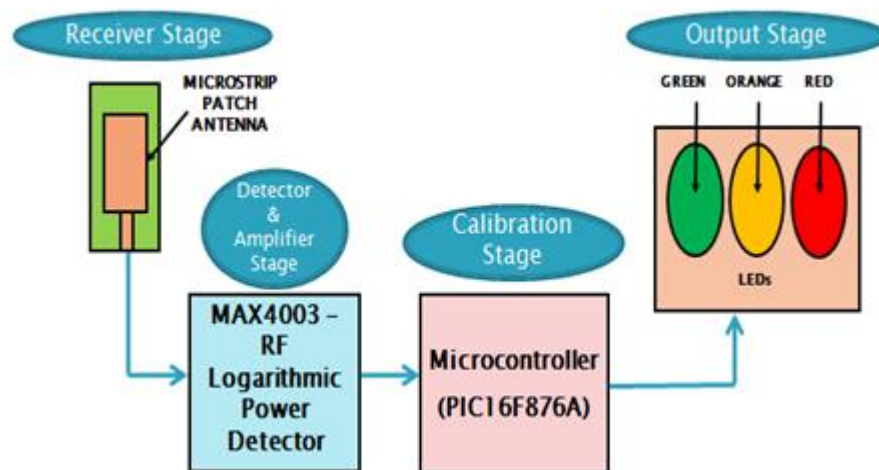 Receiver Stage
MICROSTRIP
PATCH
ANTENNA
Detector
&
Amplifier
Stage
MAX4003 –
RF
Logarithmic
Power
Detector
Calibration
Stage
Microcontroller
(PIC16F876A)
Output Stage
GREEN ORANGE RED
LEDs